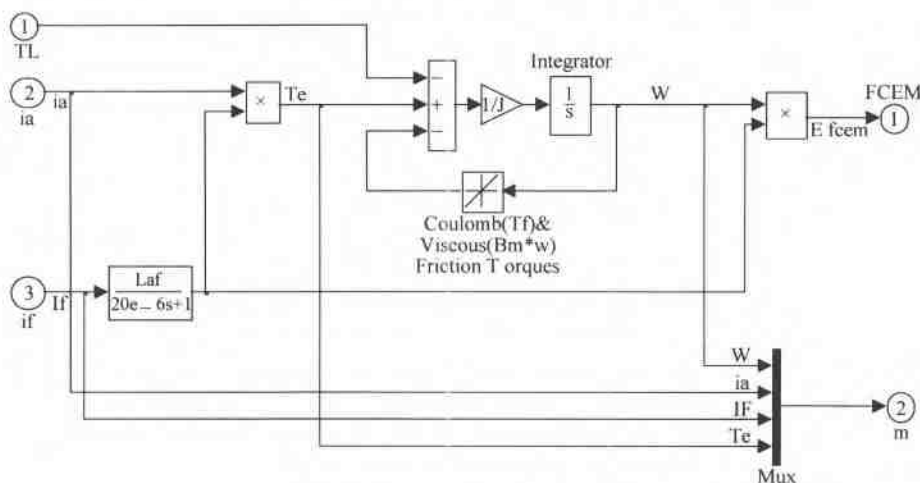 1
TL
2
ia
ia
×
Te
−
+
−
1/J
Integrator
1
s
W
×
FCEM
1
E fcem
Coulomb(Tf)&
Viscous(Bm*w)
Friction T orques
3
if
If
Laf
20e− 6s+1
W
ia
IF
Te
Mux
2
m